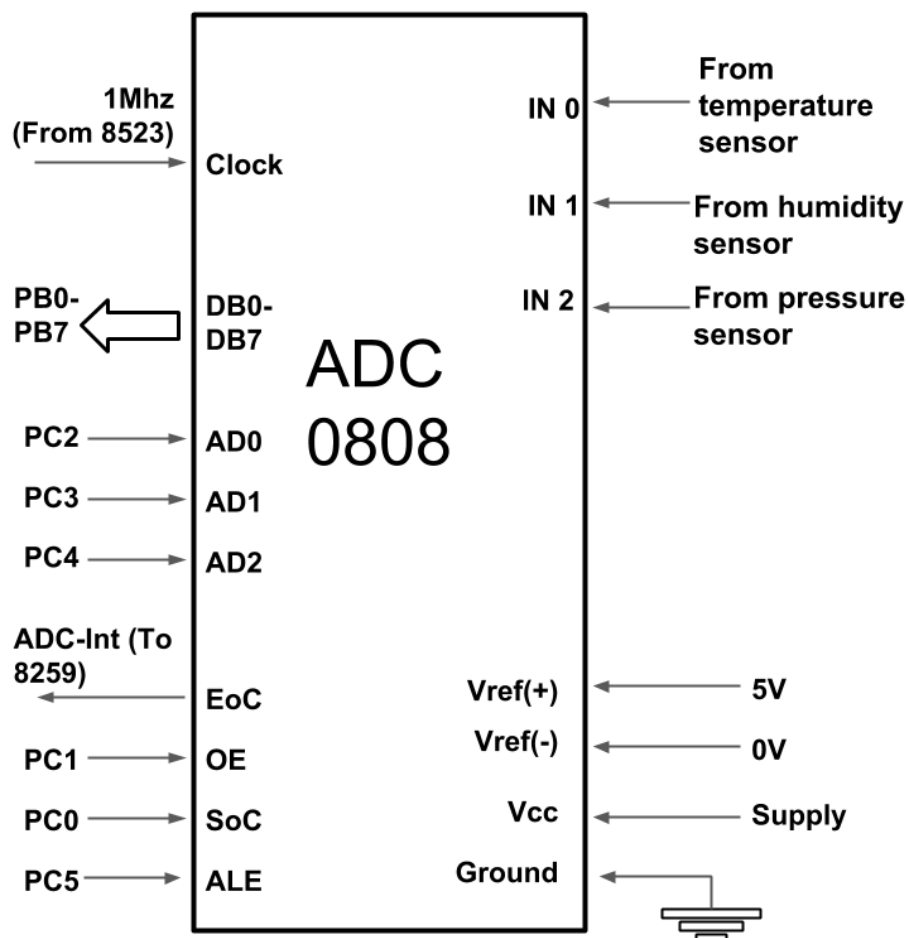 1Mhz
(From 8523)
Clock
PB0-
PB7
DB0-
DB7
PC2
AD0
PC3
AD1
PC4
AD2
ADC-Int (To
8259)
EoC
PC1
OE
PC0
SoC
PC5
ALE
ADC
0808
IN 0
From
temperature
sensor
IN 1
From humidity
sensor
IN 2
From pressure
sensor
Vref(+)
5V
Vref(-)
0V
Vcc
Supply
Ground